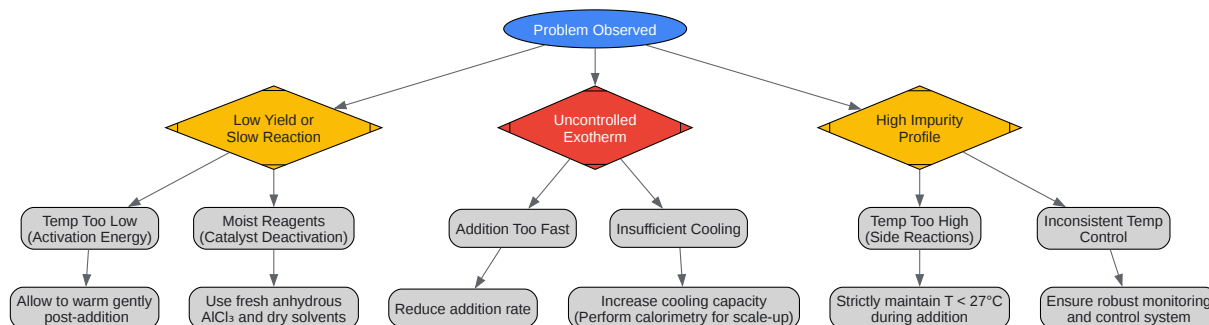 Problem Observed
Low Yield or
Slow Reaction
Uncontrolled
Exotherm
High Impurity
Profile
Temp Too Low
(Activation Energy)
Moist Reagents
(Catalyst Deactivation)
Addition Too Fast
Insufficient Cooling
Temp Too High
(Side Reactions)
Inconsistent Temp
Control
Allow to warm gently
post-addition
Use fresh anhydrous
AlCl₃ and dry solvents
Reduce addition rate
Increase cooling capacity
(Perform calorimetry for scale-up)
Strictly maintain T < 27°C
during addition
Ensure robust monitoring
and control system